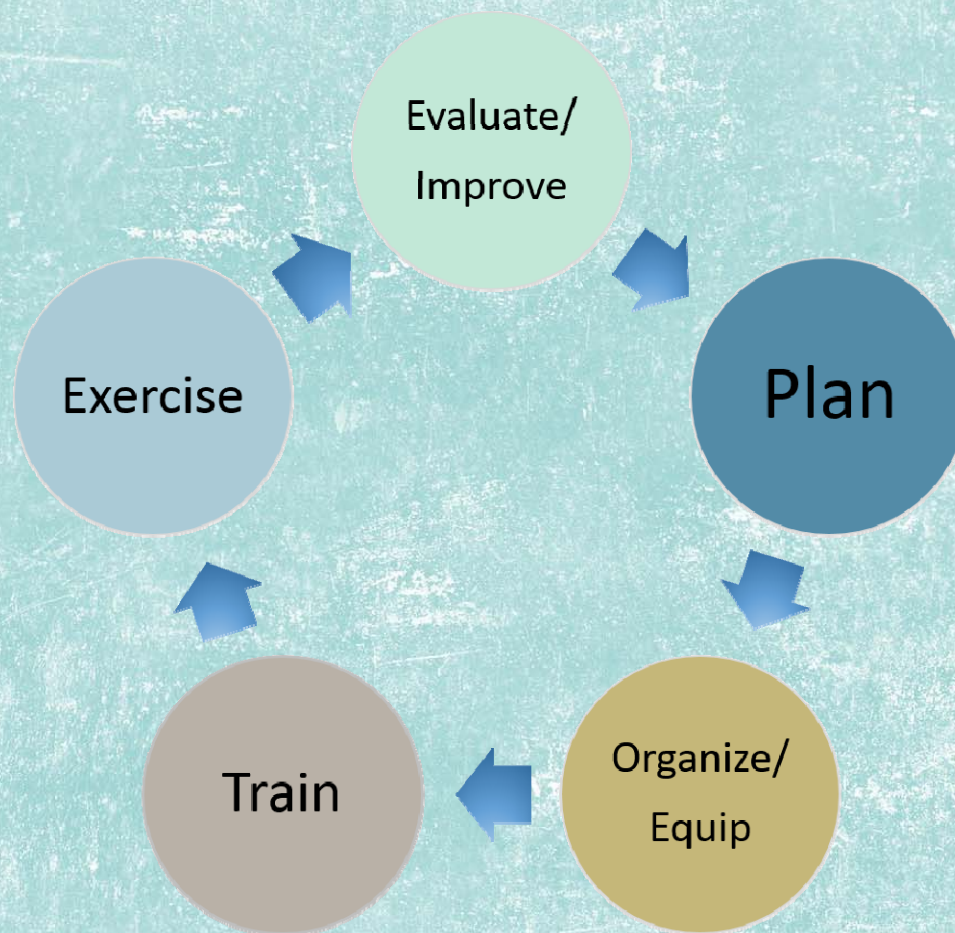 Evaluate/
Improve
Plan
Organize/
Equip
Train
Exercise